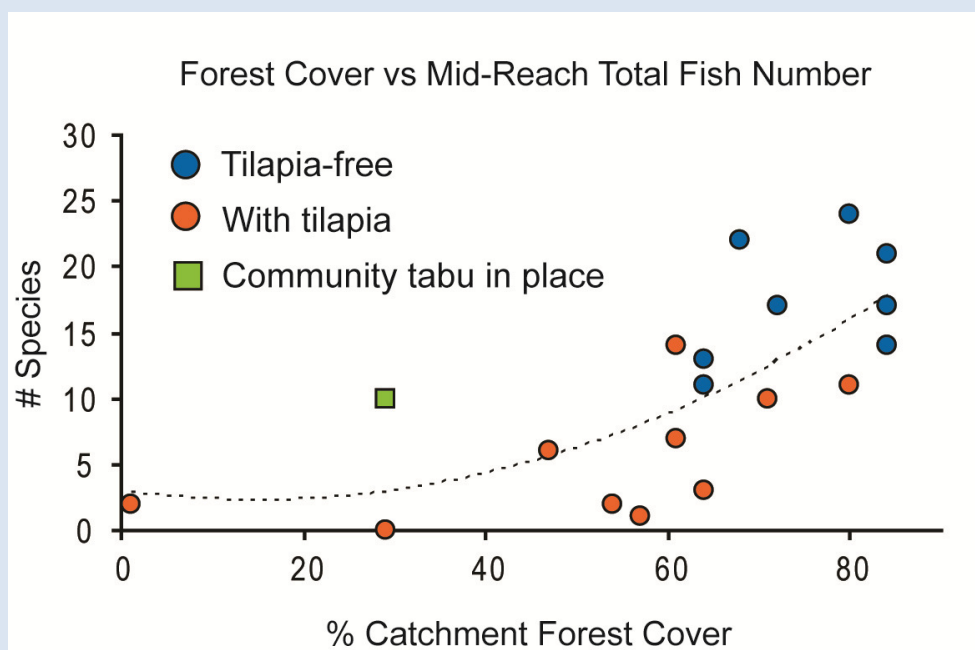 Forest Cover vs Mid-Reach Total Fish Number
30
25
20
15
10
5
0
# Species
Tilapia-free
With tilapia
Community tabu in place
0 20 40 60 80
% Catchment Forest Cover